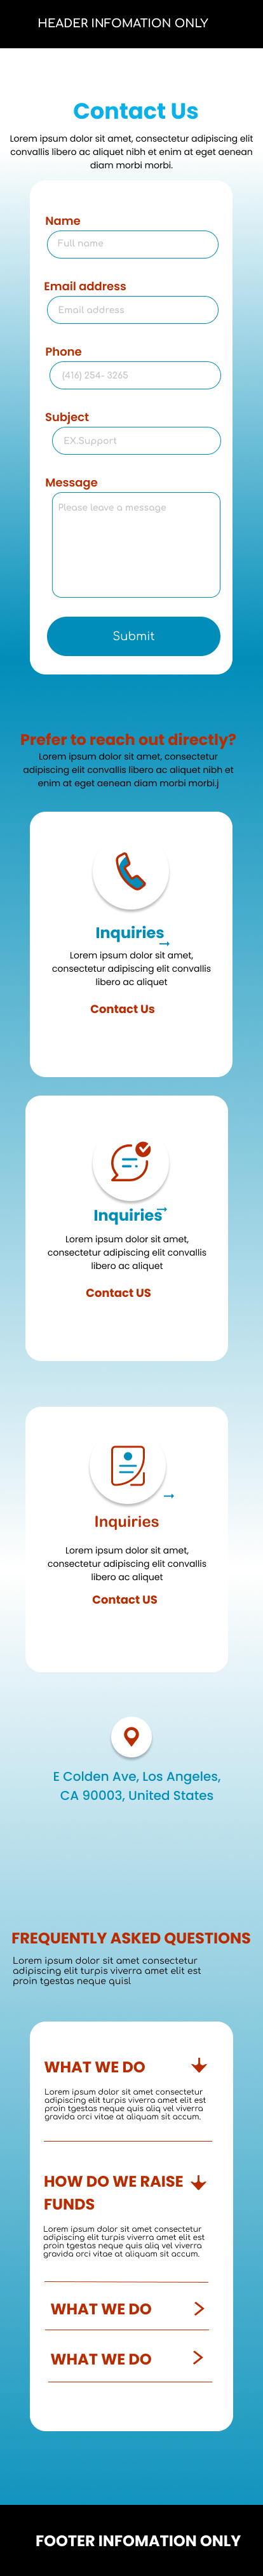 HEADER INFOMATION ONLY
Contact Us
Lorem ipsum dolor sit amet, consectetur adipiscing elit
convallis libero ac aliquet nibh et enim at eget aenean
diam morbi morbi.
Name
Full name
Email address
Email address
Phone
(416) 254- 3265
Subject
EX.Support
Message
Please leave a message
Submit
Prefer to reach out directly?
Lorem ipsum dolor sit amet, consectetur
adipiscing elit convallis libero ac aliquet nibh et
enim at eget aenean diam morbi morbi.j
Inquiries
Lorem ipsum dolor sit amet,
consectetur adipiscing elit convallis
libero ac aliquet
Contact Us
Inquiries
Lorem ipsum dolor sit amet,
consectetur adipiscing elit convallis
libero ac aliquet
Contact US
Inquiries
Lorem ipsum dolor sit amet,
consectetur adipiscing elit convallis
libero ac aliquet
Contact US
E Colden Ave, Los Angeles,
CA 90003, United States
FREQUENTLY ASKED QUESTIONS
Lorem ipsum dolor sit amet consectetur
adipiscing elit turpis viverra amet elit est
proin tgestas neque quisl
WHAT WE DO
Lorem ipsum dolor sit amet consectetur
adipiscing elit turpis viverra amet elit est
proin tgestas neque quis aliq vel viverra
gravida orci vitae at aliquam sit accum.
HOW DO WE RAISE
FUNDS
Lorem ipsum dolor sit amet consectetur
adipiscing elit turpis viverra amet elit est
proin tgestas neque quis aliq vel viverra
gravida orci vitae at aliquam sit accum.
WHAT WE DO
WHAT WE DO
FOOTER INFOMATION ONLY